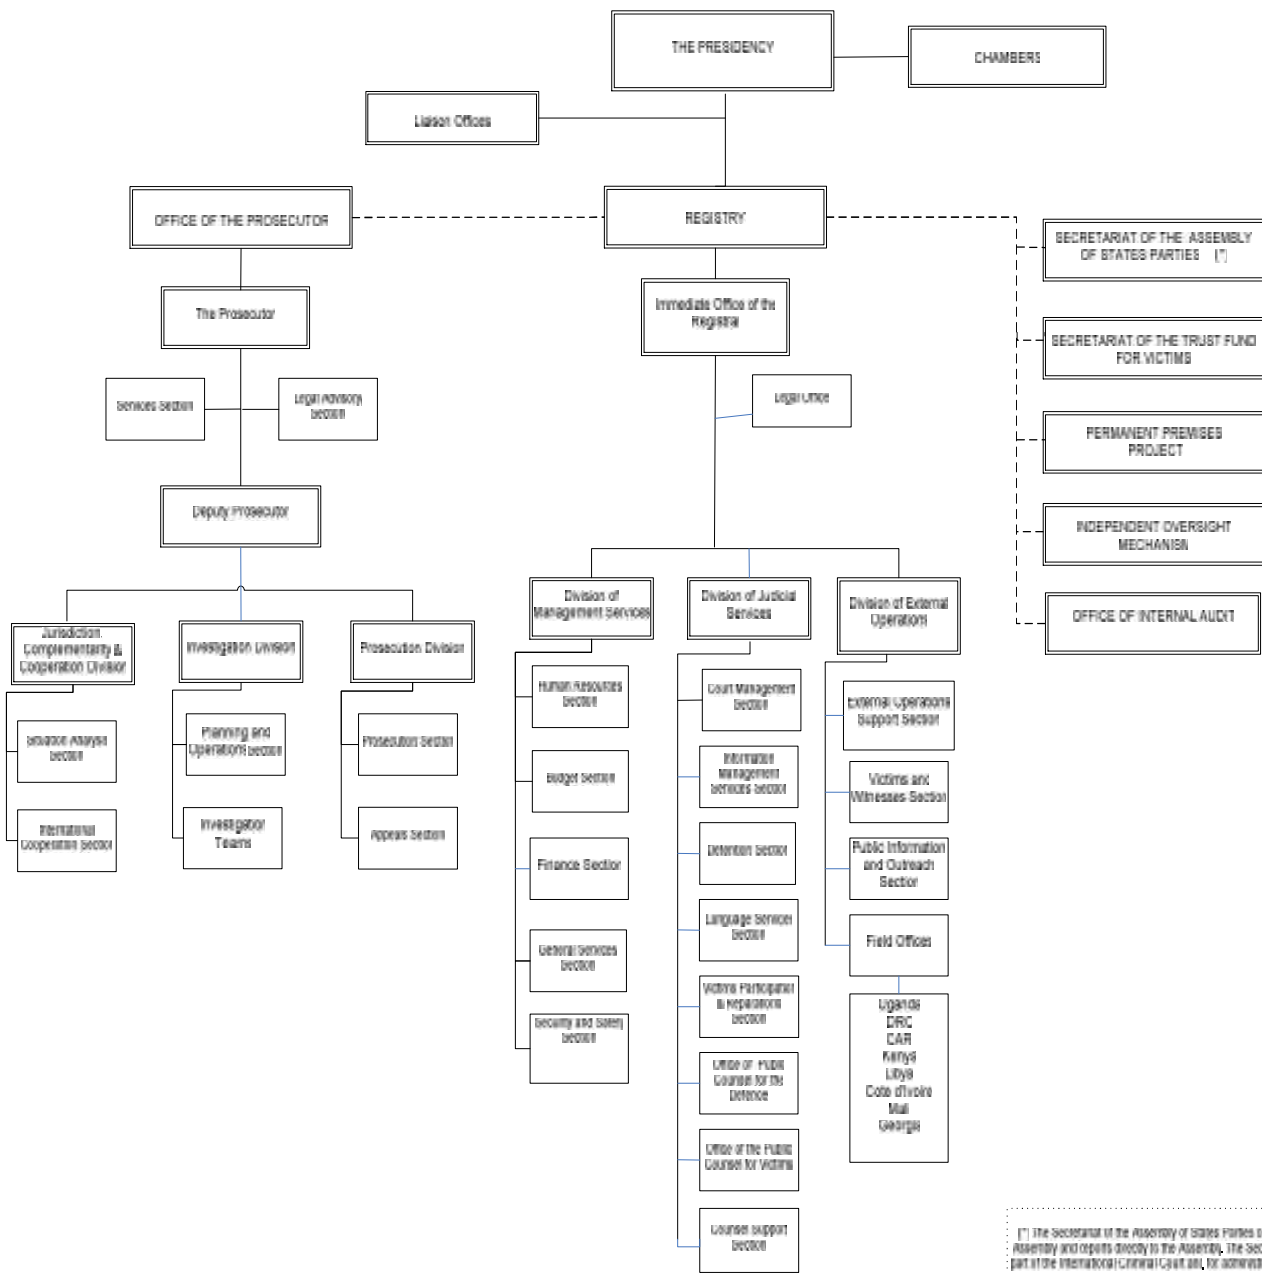 THE PRESIDENCY
CHAMBERS
Liaison Offices
OFFICE OF THE PROSECUTOR
REGISTRY
SECRETARIAT OF THE ASSEMBLY
OF STATES PARTIES (*)
The Prosecutor
Immediate Office of the
Registrar
SECRETARIAT OF THE TRUST FUND
FOR VICTIMS
Services Section
Legal Advisory
Section
Legal Office
PERMANENT PREMISES
PROJECT
Deputy Prosecutor
INDEPENDENT OVERSIGHT
MECHANISM
OFFICE OF INTERNAL AUDIT
Jurisdiction
Complementarity &
Cooperation Division
Investigation Division
Prosecution Division
Division of
Management Services
Division of Judicial
Services
Division of External
Operations
Situation Analysis
Section
International
Cooperation Section
Planning and
Operations Section
Investigation
Teams
Prosecution Section
Appeals Section
Human Resources
Section
Budget Section
Finance Section
General Services
Section
Security and Safety
Section
Court Management
Section
Information
Management
Services Section
Detention Section
Language Services
Section
Victims Participation
& Reparations
Section
Office of Public
Counsel for the
Defence
Office of the Public
Counsel for Victims
Counsel Support
Section
External Operations
Support Section
Victims and
Witnesses Section
Public Information
and Outreach
Section
Field Offices
Uganda
DRC
CAR
Kenya
Libya
Cote d'Ivoire
Mali
Georgia
(*) The Secretariat of the Assembly of States Parties
Assembly and reports directly to the Assembly. The
part of the International Criminal Court and, for